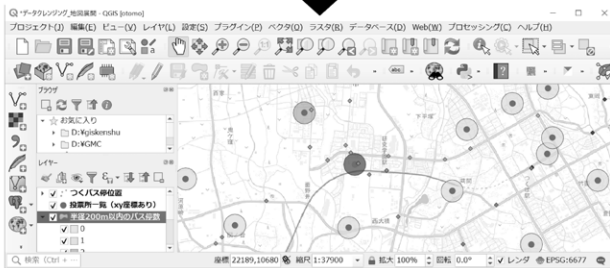 *データクレンジング_地図展開 - QGIS [otomo]
プロジェクト(J) 編集(E) ビュー(V) レイヤ(L) 設定(S) プラグイン(P) ベクタ(O) ラスタ(R) データベース(D) Web(W) プロセッシング(C) ヘルプ(H)
abc
ブラウザ
お気に入り
D:¥giskenshu
D:¥GMC
レイヤー
つくバス停位置
投票所一覧（xy座標あり）
半径200m以内のバス停数
0
1
検索 (Ctrl + …
座標 22189,10680 縮尺 1:37900 拡大 100% 回転 0.0° レンダ EPSG:6677